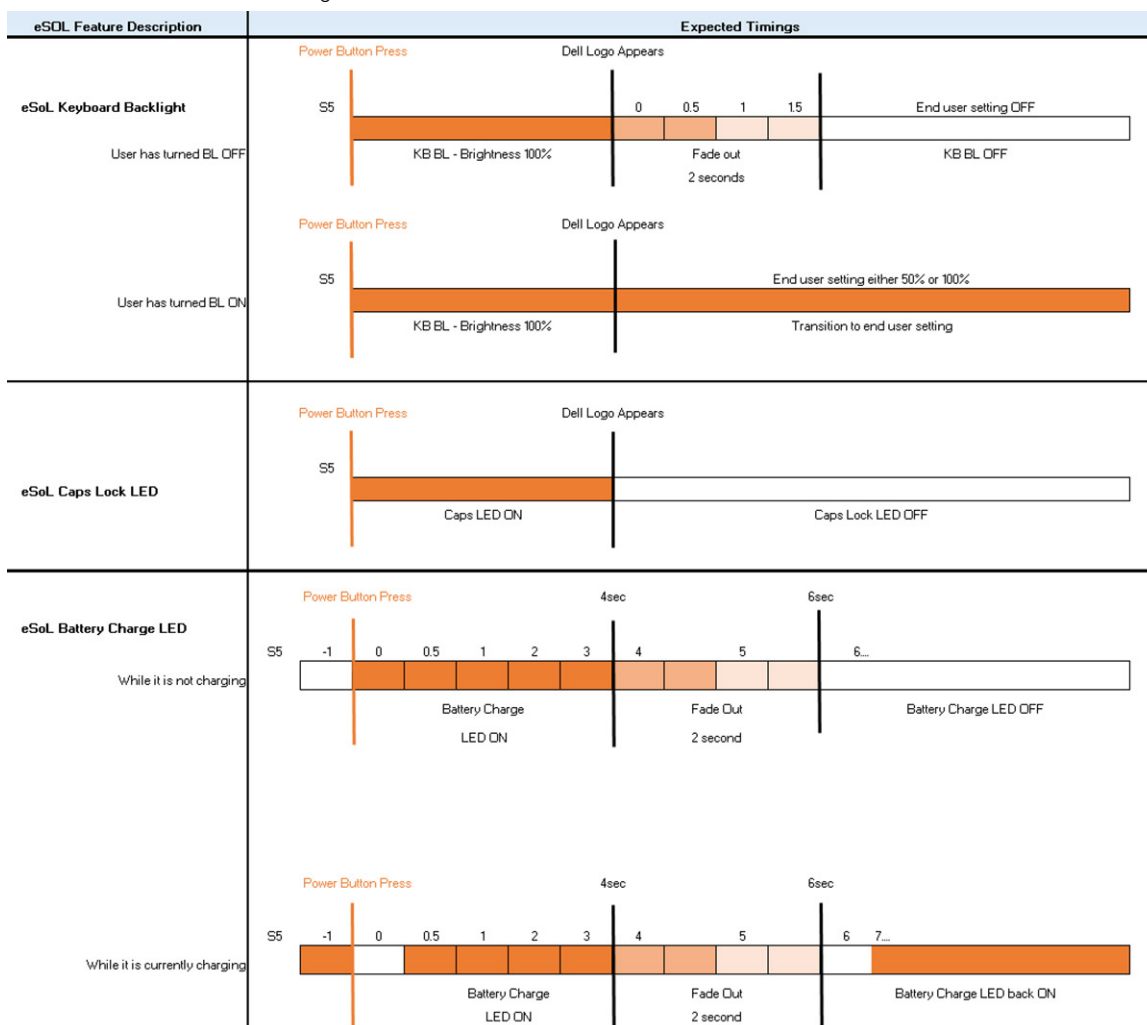 eSOL Feature Description
Expected Timings
Power Button Press
Dell Logo Appears
eSoL Keyboard Backlight
S5
0 0.5 1 1.5
End user setting OFF
User has turned BL OFF
KB BL - Brightness 100%
Fade out
KB BL OFF
2 seconds
Power Button Press
Dell Logo Appears
S5
End user setting either 50% or 100%
User has turned BL ON
KB BL - Brightness 100%
Transition to end user setting
Power Button Press
Dell Logo Appears
S5
eSoL Caps Lock LED
Caps LED ON
Caps Lock LED OFF
Power Button Press
4sec
6sec
eSoL Battery Charge LED
S5
-1 0 0.5 1 2 3 4 5 6...
While it is not charging
Battery Charge
Fade Out
Battery Charge LED OFF
LED ON
2 second
Power Button Press
4sec
6sec
S5
-1 0 0.5 1 2 3 4 5 6 7...
While it is currently charging
Battery Charge
Fade Out
Battery Charge LED back ON
LED ON
2 second